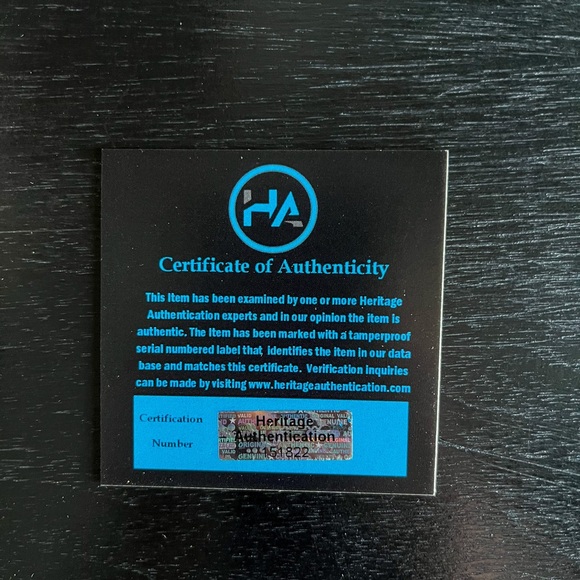 HA
Certificate of Authenticity
This Item has been examined by one or more Heritage
Authentication experts and in our opinion the item is
authentic. The Item has been marked with a tamperproof
serial numbered label that, identifies the item in our data
base and matches this certificate. Verification inquiries
can be made by visiting www.heritageauthentication.com
Certification
Number
Heritage
Authentication
151822